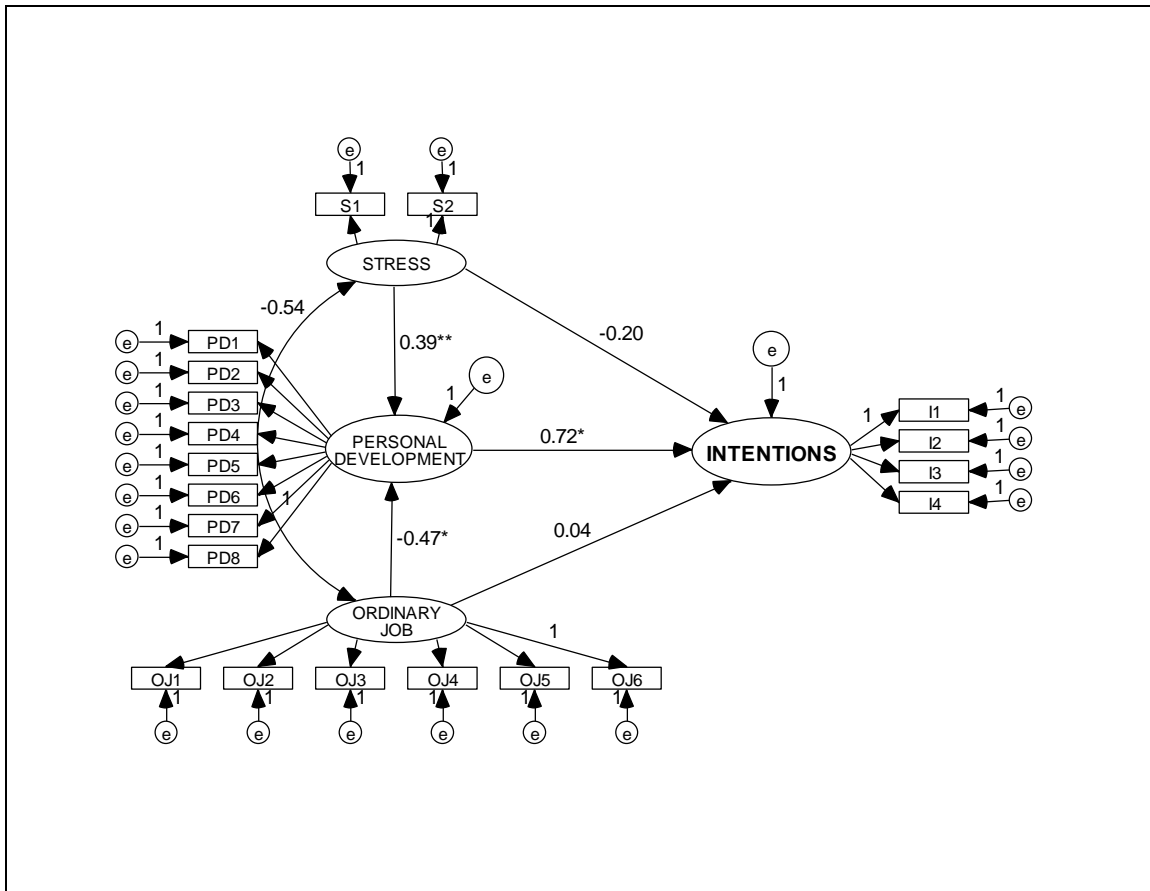 e e
1 1
S1 S2
1
STRESS
-0.54
-0.20
0.39**
e 1 PD1
e 1 PD2
e 1 PD3
e 1 PD4
e 1 PD5
e 1 PD6
e 1 PD7
e 1 PD8
1
1 e
PERSONAL
DEVELOPMENT
0.72*
e
1
INTENTIONS
1
I1 1 e
I2 1 e
I3 1 e
I4 1 e
-0.47*
0.04
ORDINARY
JOB
1
OJ1 OJ2 OJ3 OJ4 OJ5 OJ6
1 1 1 1 1 1
e e e e e e